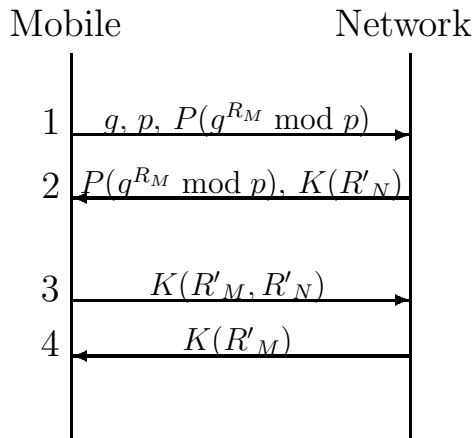 Mobile Network
1 g, p, P(g^{R_M} mod p)
2 P(g^{R_M} mod p), K(R'_N)
3 K(R'_M, R'_N)
4 K(R'_M)